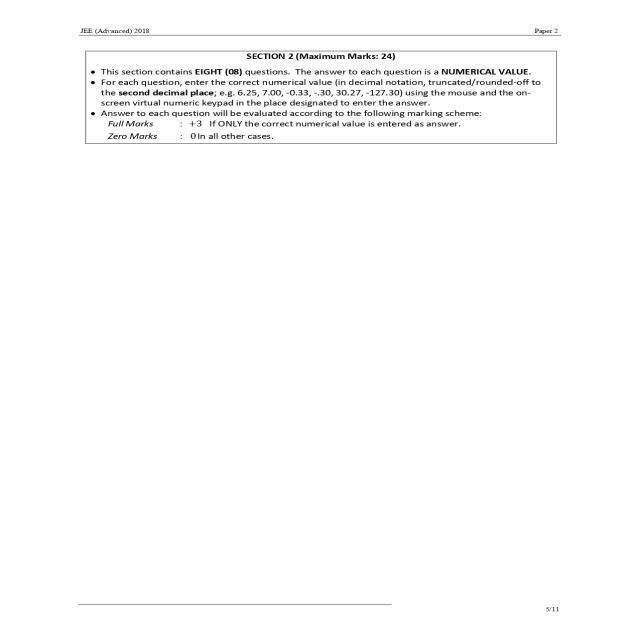 JEE (Advanced) 2018 Paper 2
SECTION 2 (Maximum Marks: 24)
• This section contains EIGHT (08) questions. The answer to each question is a NUMERICAL VALUE.
• For each question, enter the correct numerical value (in decimal notation, truncated/rounded-off to
the second decimal place; e.g. 6.25, 7.00, -0.33, -.30, 30.27, -127.30) using the mouse and the on-
screen virtual numeric keypad in the place designated to enter the answer.
• Answer to each question will be evaluated according to the following marking scheme:
Full Marks : +3 If ONLY the correct numerical value is entered as answer.
Zero Marks : 0 In all other cases.
5/11